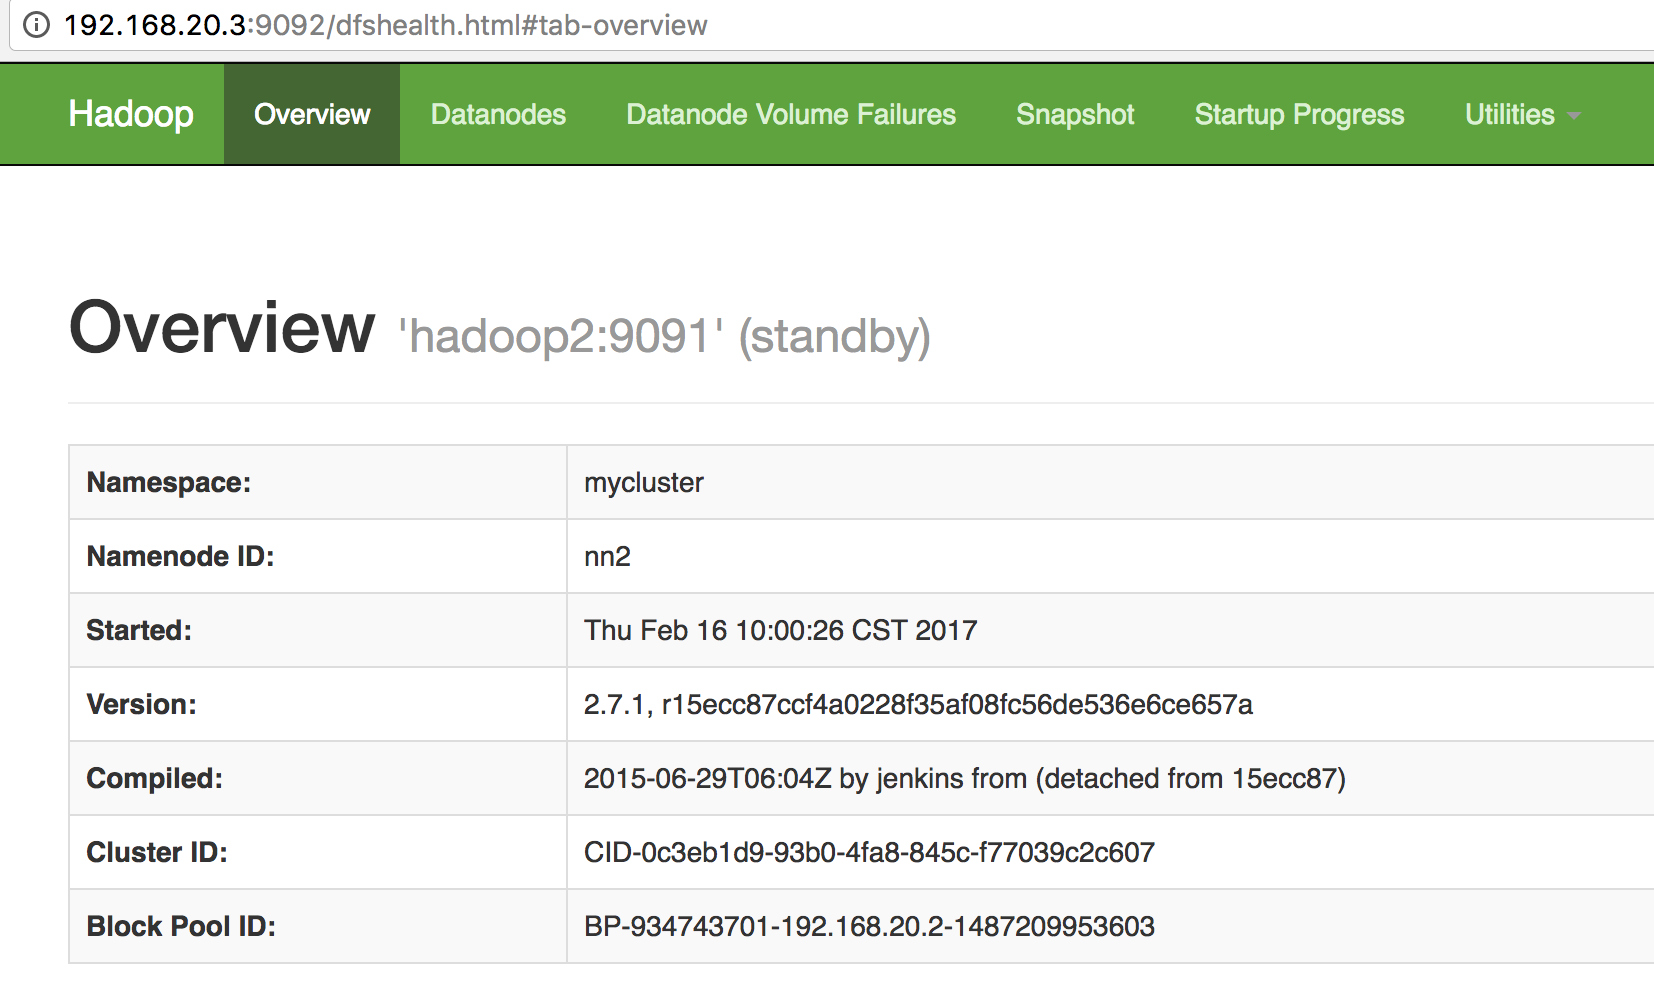 192.168.20.3:9092/dfshealth.html#tab-overview
Hadoop Overview Datanodes Datanode Volume Failures Snapshot Startup Progress Utilities
Overview 'hadoop2:9091' (standby)
Namespace: mycluster
Namenode ID: nn2
Started: Thu Feb 16 10:00:26 CST 2017
Version: 2.7.1, r15ecc87ccf4a0228f35af08fc56de536e6ce657a
Compiled: 2015-06-29T06:04Z by jenkins from (detached from 15ecc87)
Cluster ID: CID-0c3eb1d9-93b0-4fa8-845c-f77039c2c607
Block Pool ID: BP-934743701-192.168.20.2-1487209953603